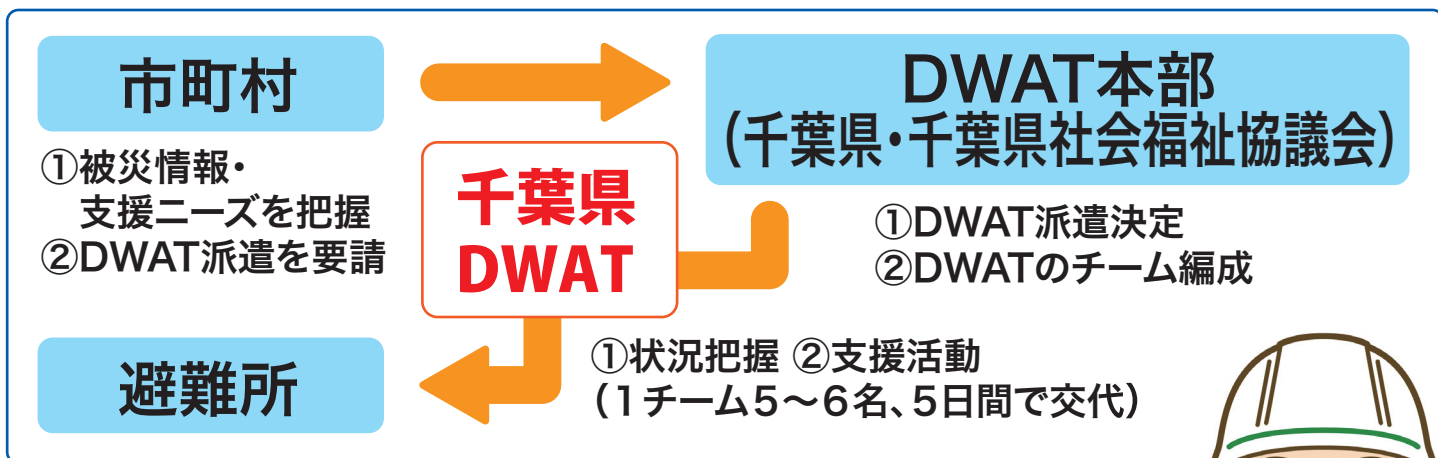 市町村
①被災情報・
支援ニーズを把握
②DWAT派遣を要請
DWAT本部
（千葉県・千葉県社会福祉協議会）
①DWAT派遣決定
②DWATのチーム編成
千葉県
DWAT
避難所
①状況把握 ②支援活動
（1チーム5〜6名、5日間で交代）